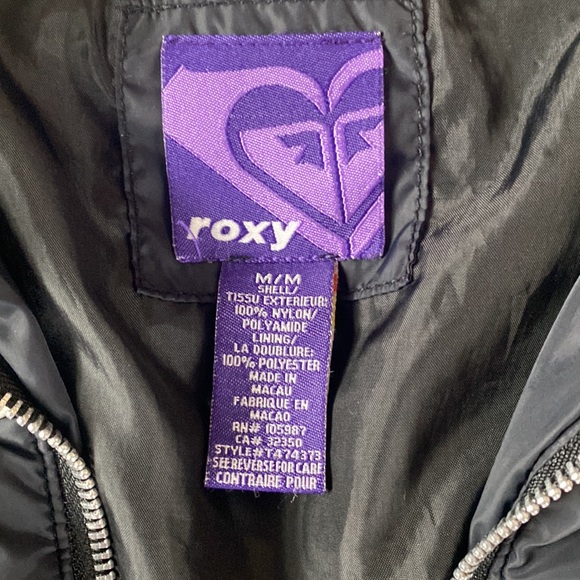 roxy
M/M
SHELL/
TISSU EXTERIEUR:
100% NYLON/
POLYAMIDE
LINING/
LA DOUBLURE:
100% POLYESTER
MADE IN
MACAU
FABRIQUE EN
MACAO
RN# 105987
CA# 32350
STYLE#T474373
SEE REVERSE FOR CARE
CONTRAIRE POUR